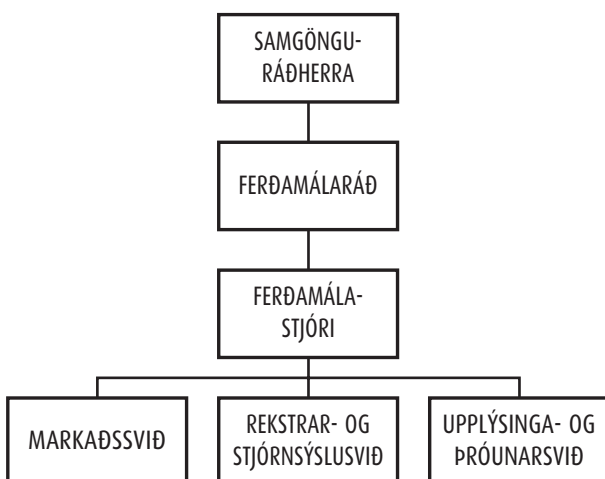 SAMGÖNGU-
RÁÐHERRA
FERÐAMÁLARÁÐ
FERÐAMÁLA-
STJÓRI
MARKAÐSSVIÐ
REKSTRAR- OG
STJÓRNSÝSLUSVIÐ
UPPLÝSINGA- OG
ÞRÓUNARSVIÐ